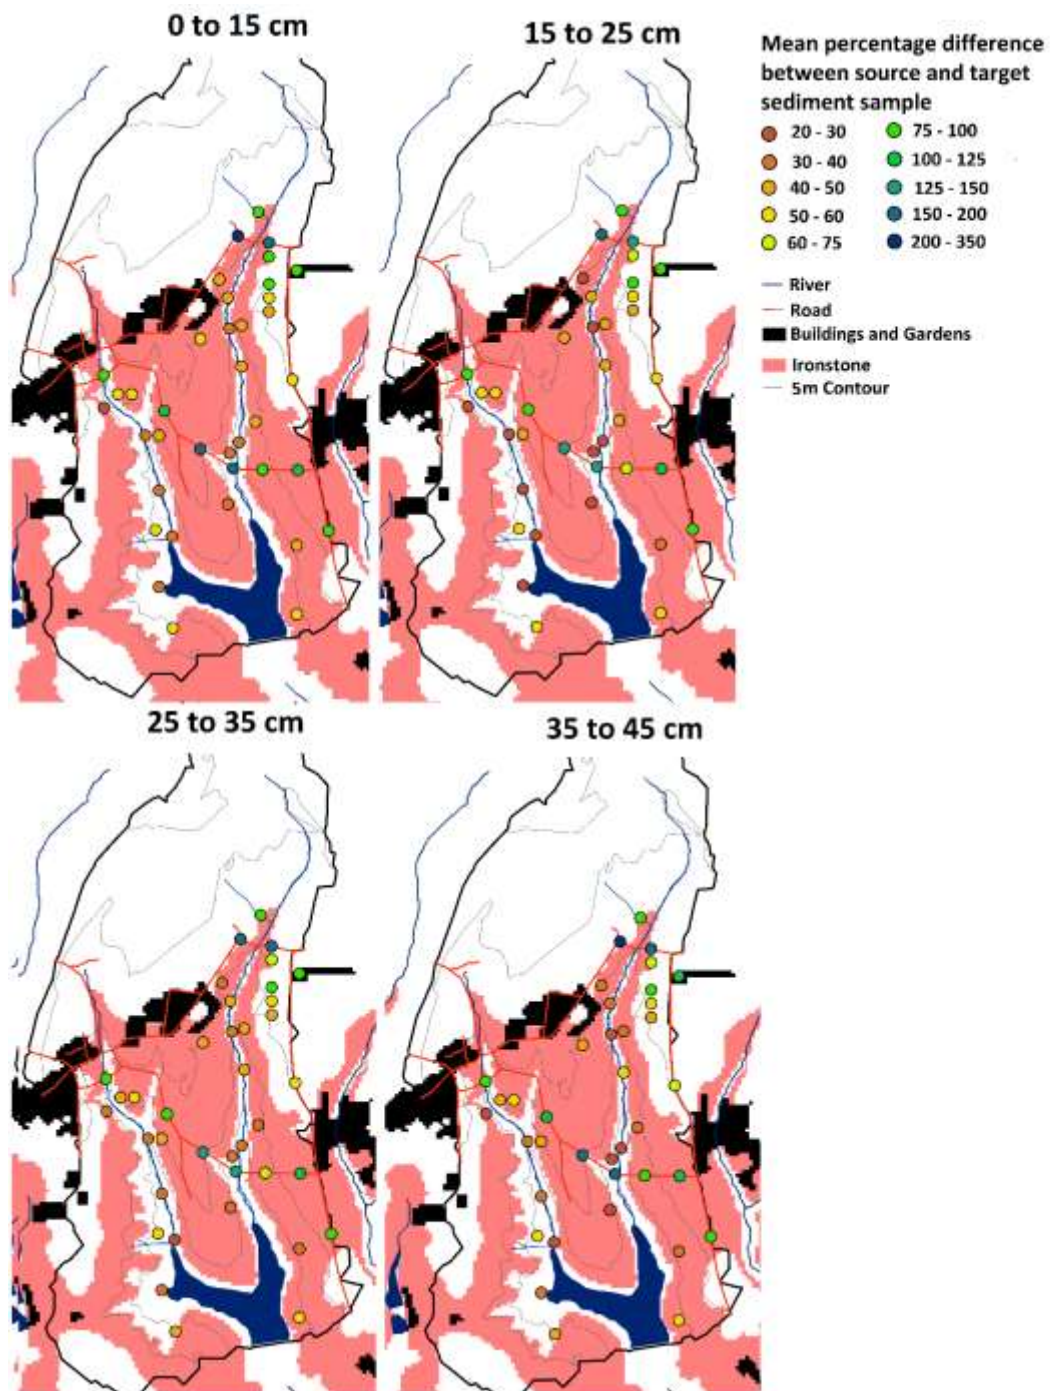 0 to 15 cm
15 to 25 cm
Mean percentage difference
between source and target
sediment sample
20 - 30
75 - 100
30 - 40
100 - 125
40 - 50
125 - 150
50 - 60
150 - 200
60 - 75
200 - 350
River
Road
Buildings and Gardens
Ironstone
5m Contour
25 to 35 cm
35 to 45 cm